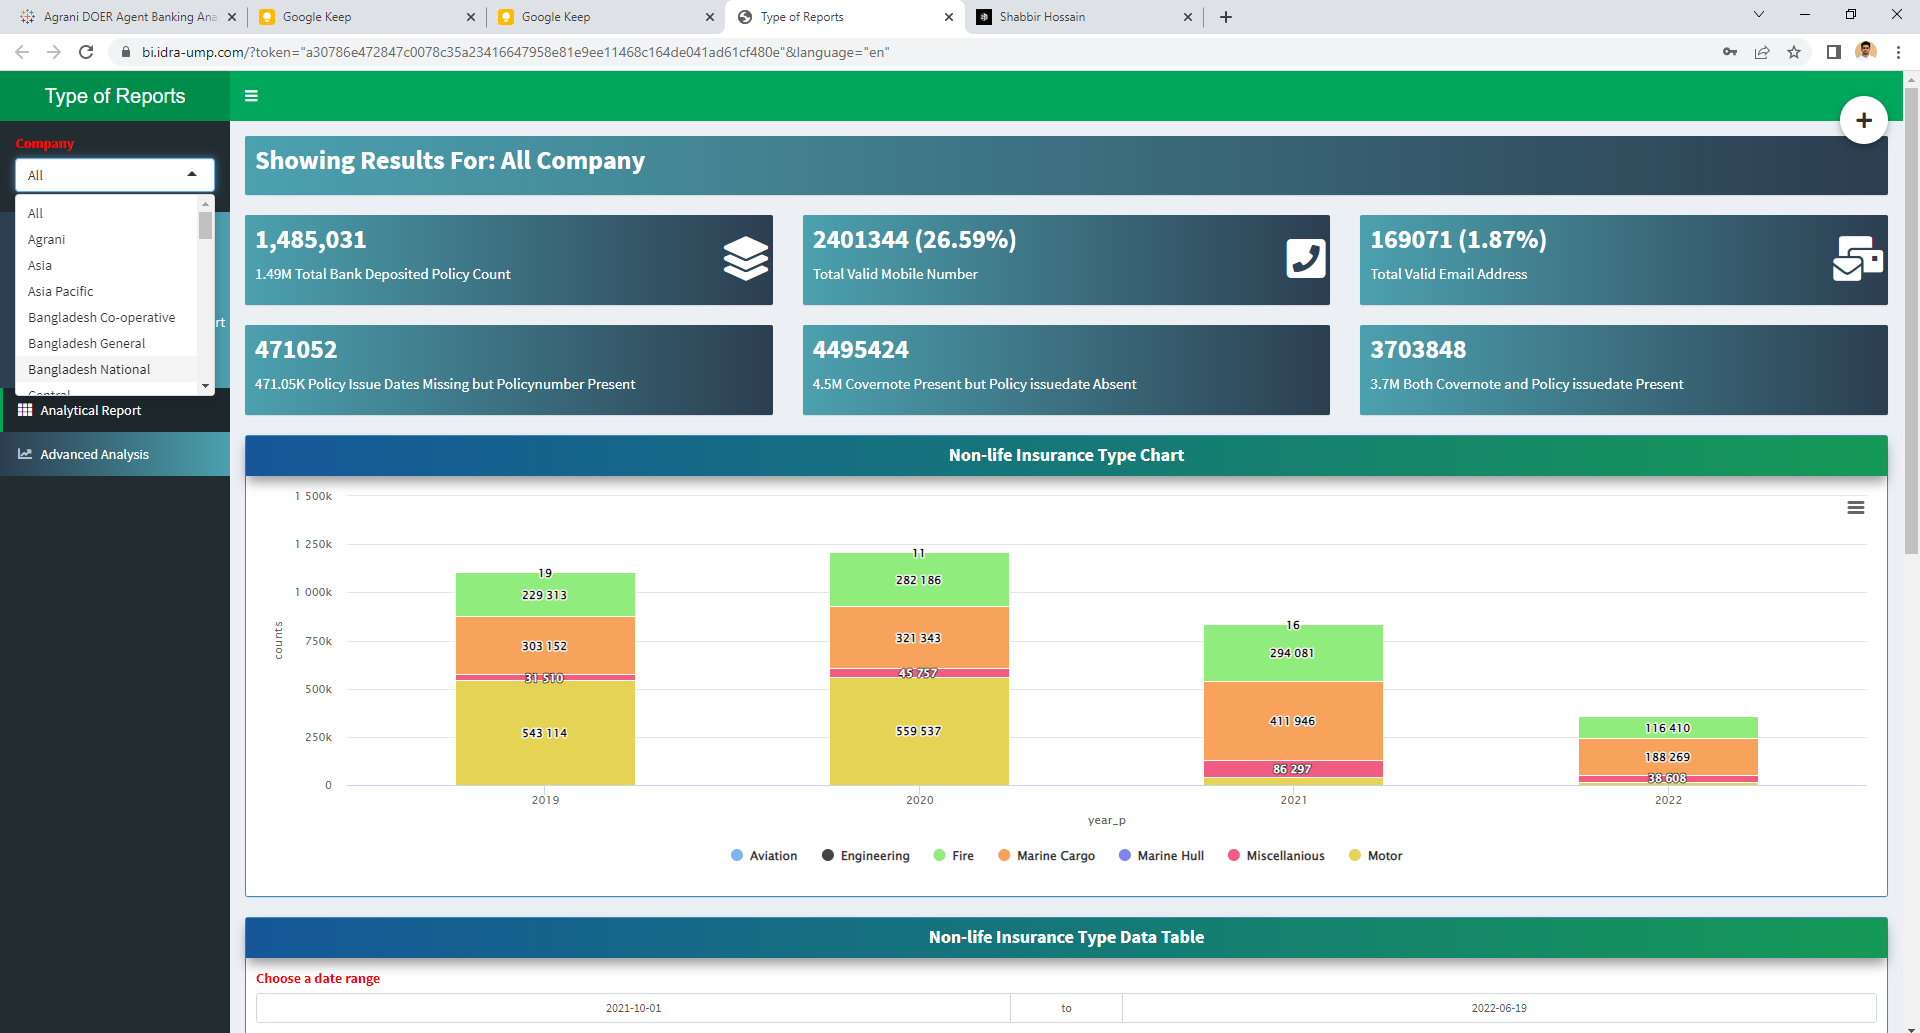 Agrani DOER Agent Banking Ana
Google Keep
Google Keep
Type of Reports
Shabbir Hossain
bi.idra-ump.com/?token="a30786e472847c0078c35a23416647958e81e9ee11468c164de041ad61cf480e"&language="en"
Type of Reports
Company
All
All
Agrani
Asia
Asia Pacific
Bangladesh Co-operative
Bangladesh General
Bangladesh National
Central
rt
Analytical Report
Advanced Analysis
Showing Results For: All Company
1,485,031
1.49M Total Bank Deposited Policy Count
2401344 (26.59%)
Total Valid Mobile Number
169071 (1.87%)
Total Valid Email Address
471052
471.05K Policy Issue Dates Missing but Policynumber Present
4495424
4.5M Covernote Present but Policy issuedate Absent
3703848
3.7M Both Covernote and Policy issuedate Present
Non-life Insurance Type Chart
1 500k
1 250k
1 000k
750k
500k
250k
0
counts
19
229 313
303 152
31 510
543 114
11
282 186
321 343
45 757
559 537
16
294 081
411 946
86 297
116 410
188 269
38 608
2019
2020
2021
2022
year_p
Aviation
Engineering
Fire
Marine Cargo
Marine Hull
Miscellanious
Motor
Non-life Insurance Type Data Table
Choose a date range
2021-10-01
to
2022-06-19